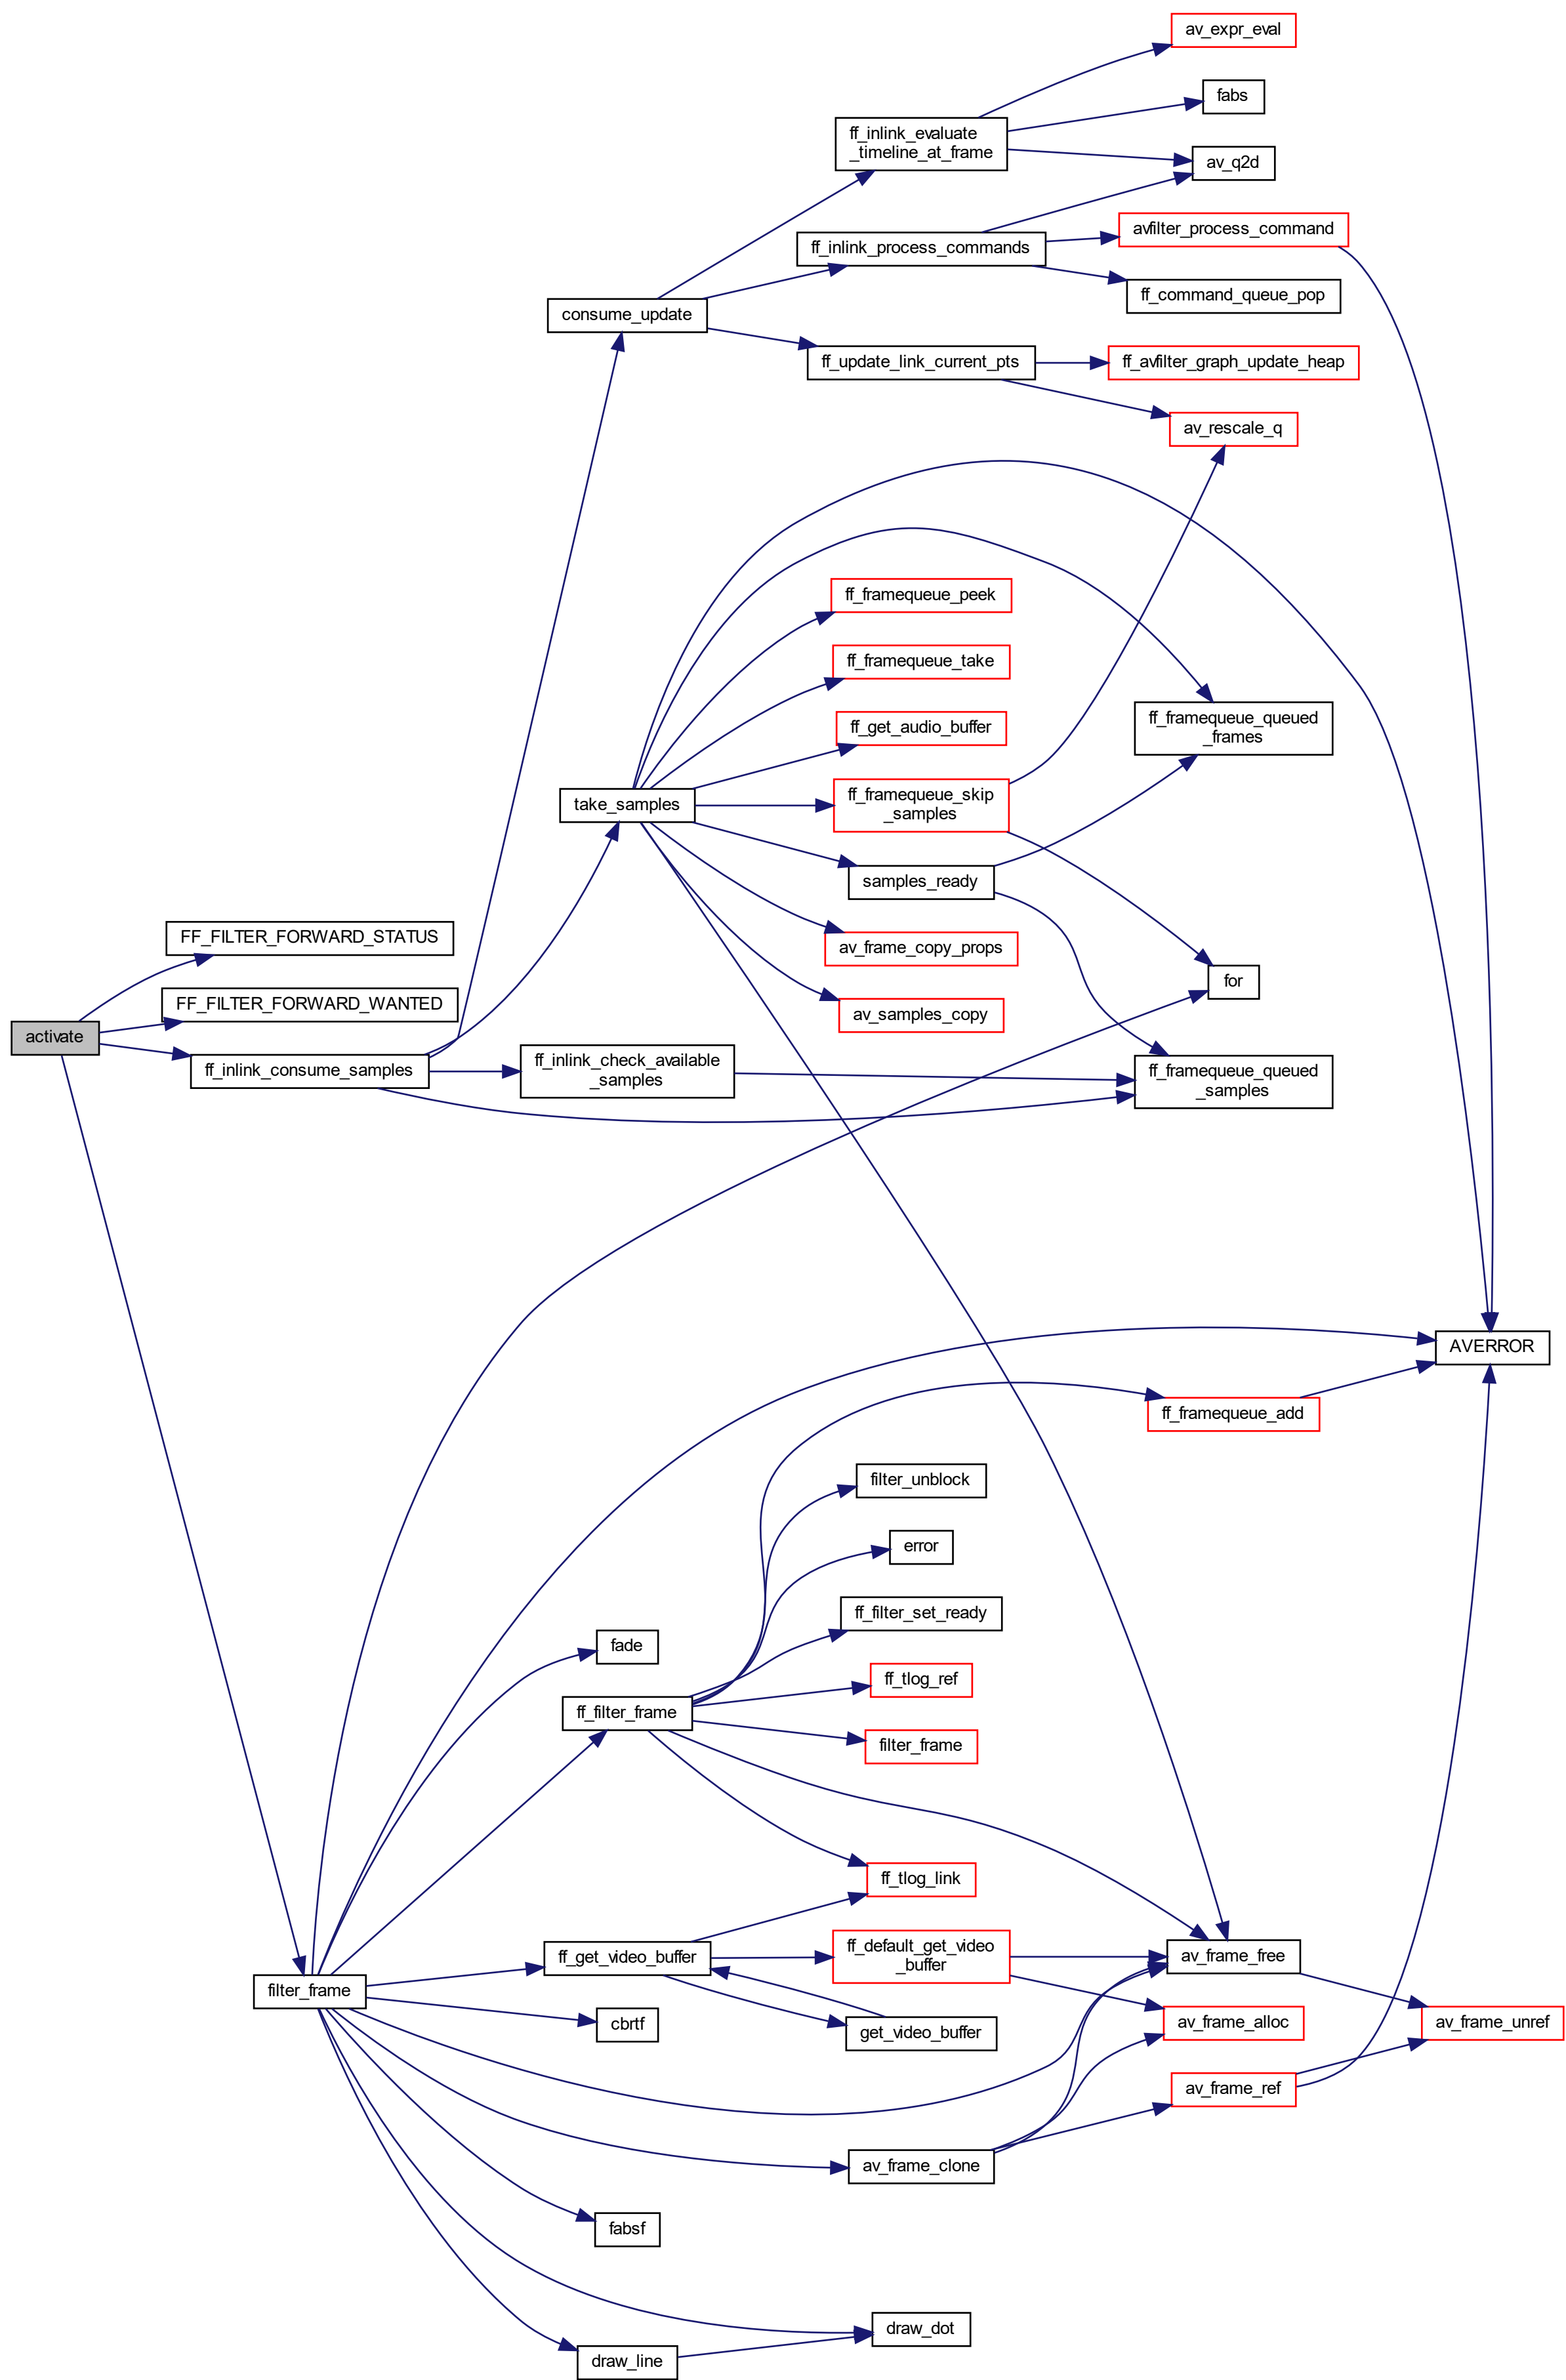 av_expr_eval
fabs
ff_inlink_evaluate
_timeline_at_frame
av_q2d
avfilter_process_command
ff_inlink_process_commands
ff_command_queue_pop
consume_update
ff_update_link_current_pts
ff_avfilter_graph_update_heap
av_rescale_q
ff_framequeue_peek
ff_framequeue_take
ff_framequeue_queued
_frames
ff_get_audio_buffer
take_samples
ff_framequeue_skip
_samples
samples_ready
FF_FILTER_FORWARD_STATUS
av_frame_copy_props
for
FF_FILTER_FORWARD_WANTED
av_samples_copy
activate
ff_inlink_consume_samples
ff_inlink_check_available
_samples
ff_framequeue_queued
_samples
AVERROR
ff_framequeue_add
filter_unblock
error
ff_filter_set_ready
fade
ff_tlog_ref
ff_filter_frame
filter_frame
ff_tlog_link
ff_get_video_buffer
ff_default_get_video
_buffer
av_frame_free
filter_frame
cbrtf
get_video_buffer
av_frame_alloc
av_frame_unref
av_frame_ref
av_frame_clone
fabsf
draw_dot
draw_line